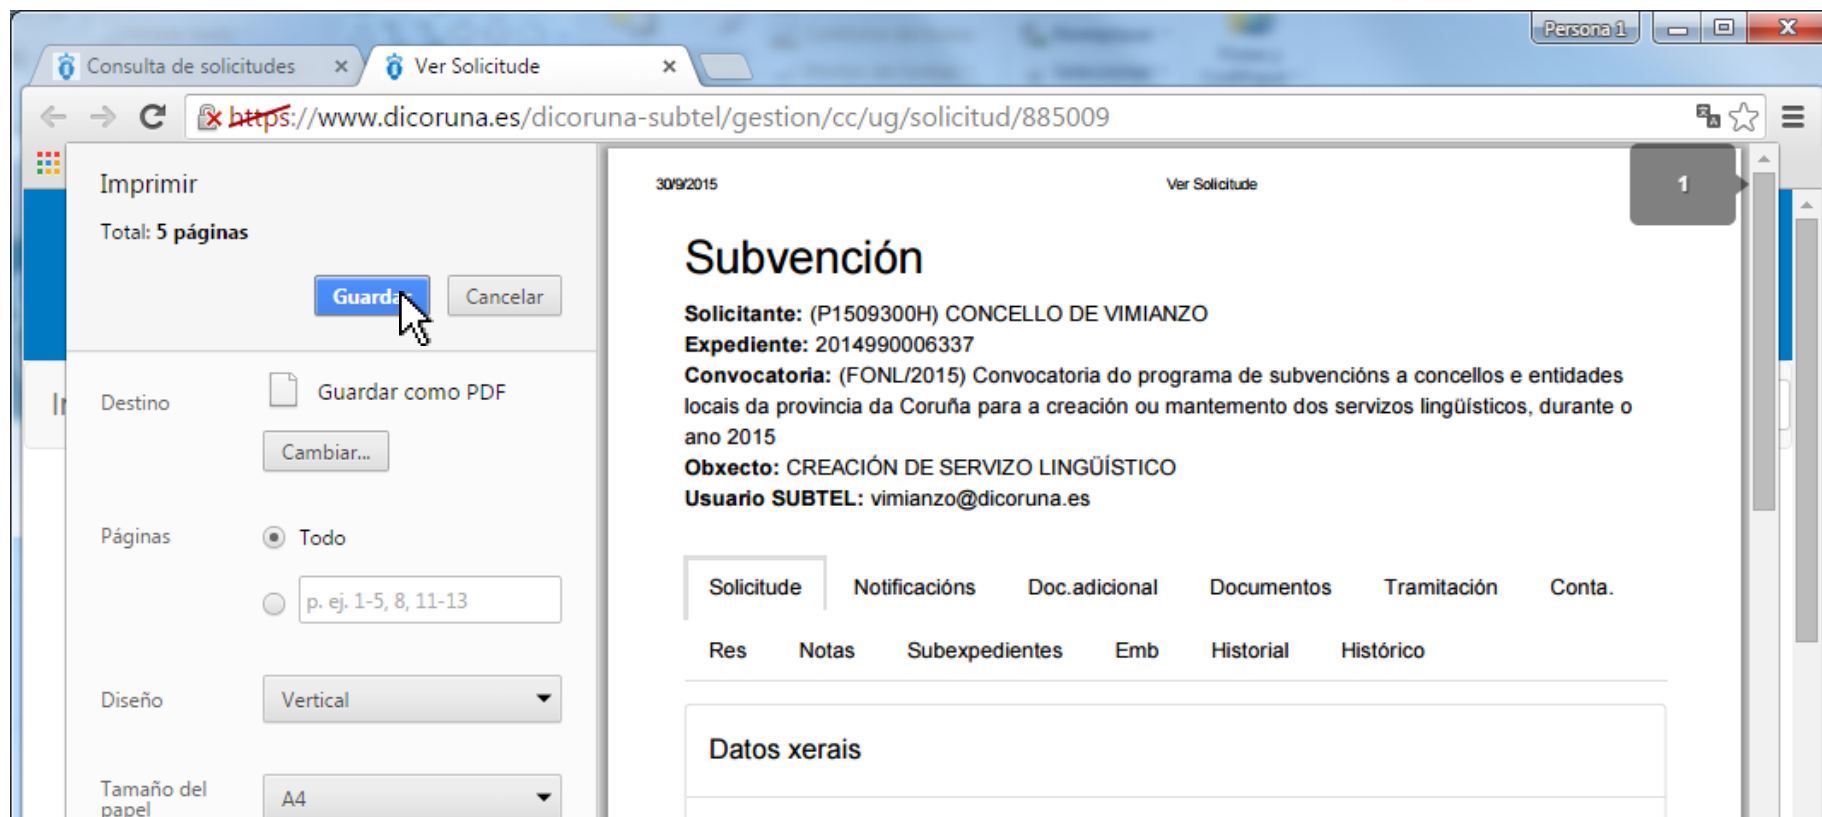 Persona 1
Consulta de solicitudes
Ver Solicitude
https://www.dicoruna.es/dicoruna-subtel/gestion/cc/ug/solicitud/885009
Imprimir
Total: 5 páginas
Guardar
Cancelar
Destino
Guardar como PDF
Cambiar...
Páginas
Todo
p. ej. 1-5, 8, 11-13
Diseño
Vertical
Tamaño del
papel
A4
30/9/2015
Ver Solicitude
1
Subvención
Solicitante: (P1509300H) CONCELLO DE VIMIANZO
Expediente: 2014990006337
Convocatoria: (FONL/2015) Convocatoria do programa de subvencións a concellos e entidades
locais da provincia da Coruña para a creación ou mantemento dos servizos lingüísticos, durante o
ano 2015
Obxecto: CREACIÓN DE SERVIZO LINGÜÍSTICO
Usuario SUBTEL: vimianzo@dicoruna.es
Solicitude Notificacións Doc.adicional Documentos Tramitación Conta.
Res Notas Subexpedientes Emb Historial Histórico
Datos xerais